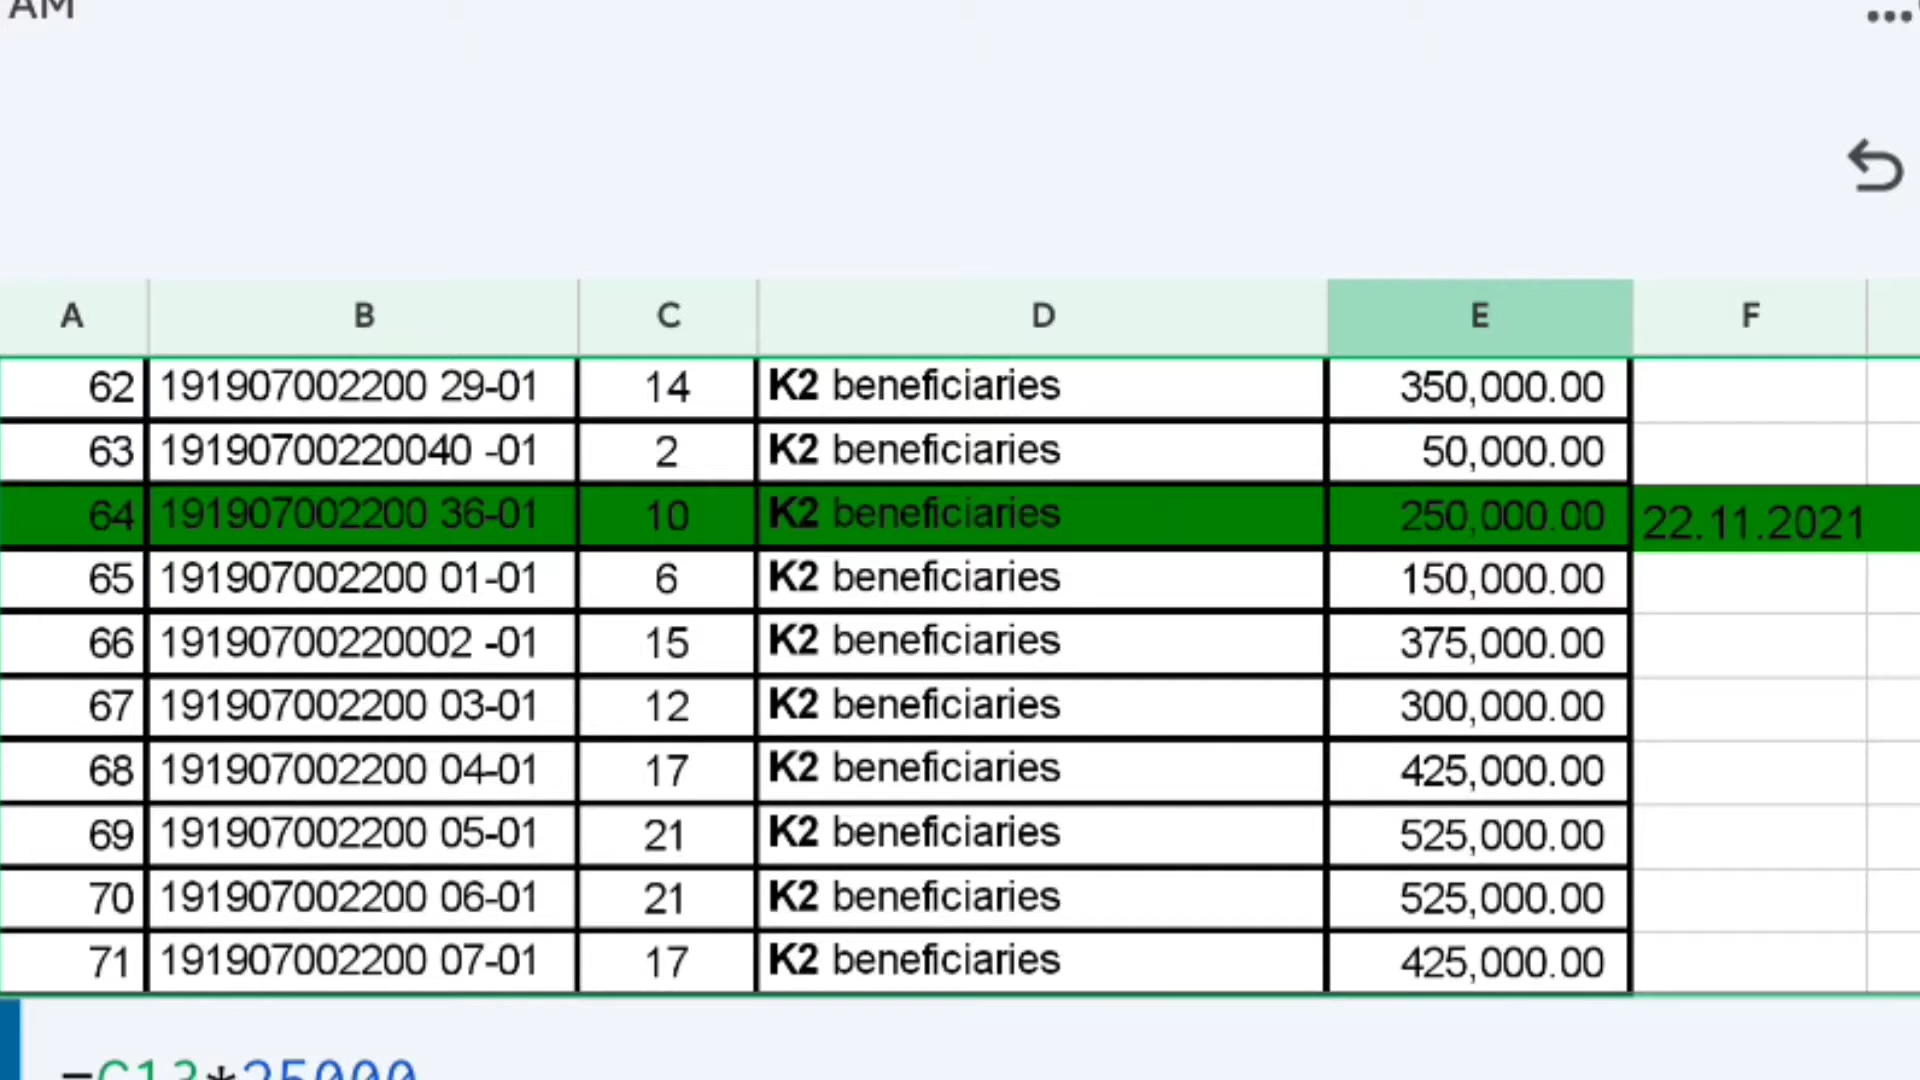 AM
A B C D E F
62 191907002200 29-01 14 K2 beneficiaries 350,000.00
63 19190700220040 -01 2 K2 beneficiaries 50,000.00
64 191907002200 36-01 10 K2 beneficiaries 250,000.00 22.11.2021
65 191907002200 01-01 6 K2 beneficiaries 150,000.00
66 19190700220002 -01 15 K2 beneficiaries 375,000.00
67 191907002200 03-01 12 K2 beneficiaries 300,000.00
68 191907002200 04-01 17 K2 beneficiaries 425,000.00
69 191907002200 05-01 21 K2 beneficiaries 525,000.00
70 191907002200 06-01 21 K2 beneficiaries 525,000.00
71 191907002200 07-01 17 K2 beneficiaries 425,000.00
=C13*25000